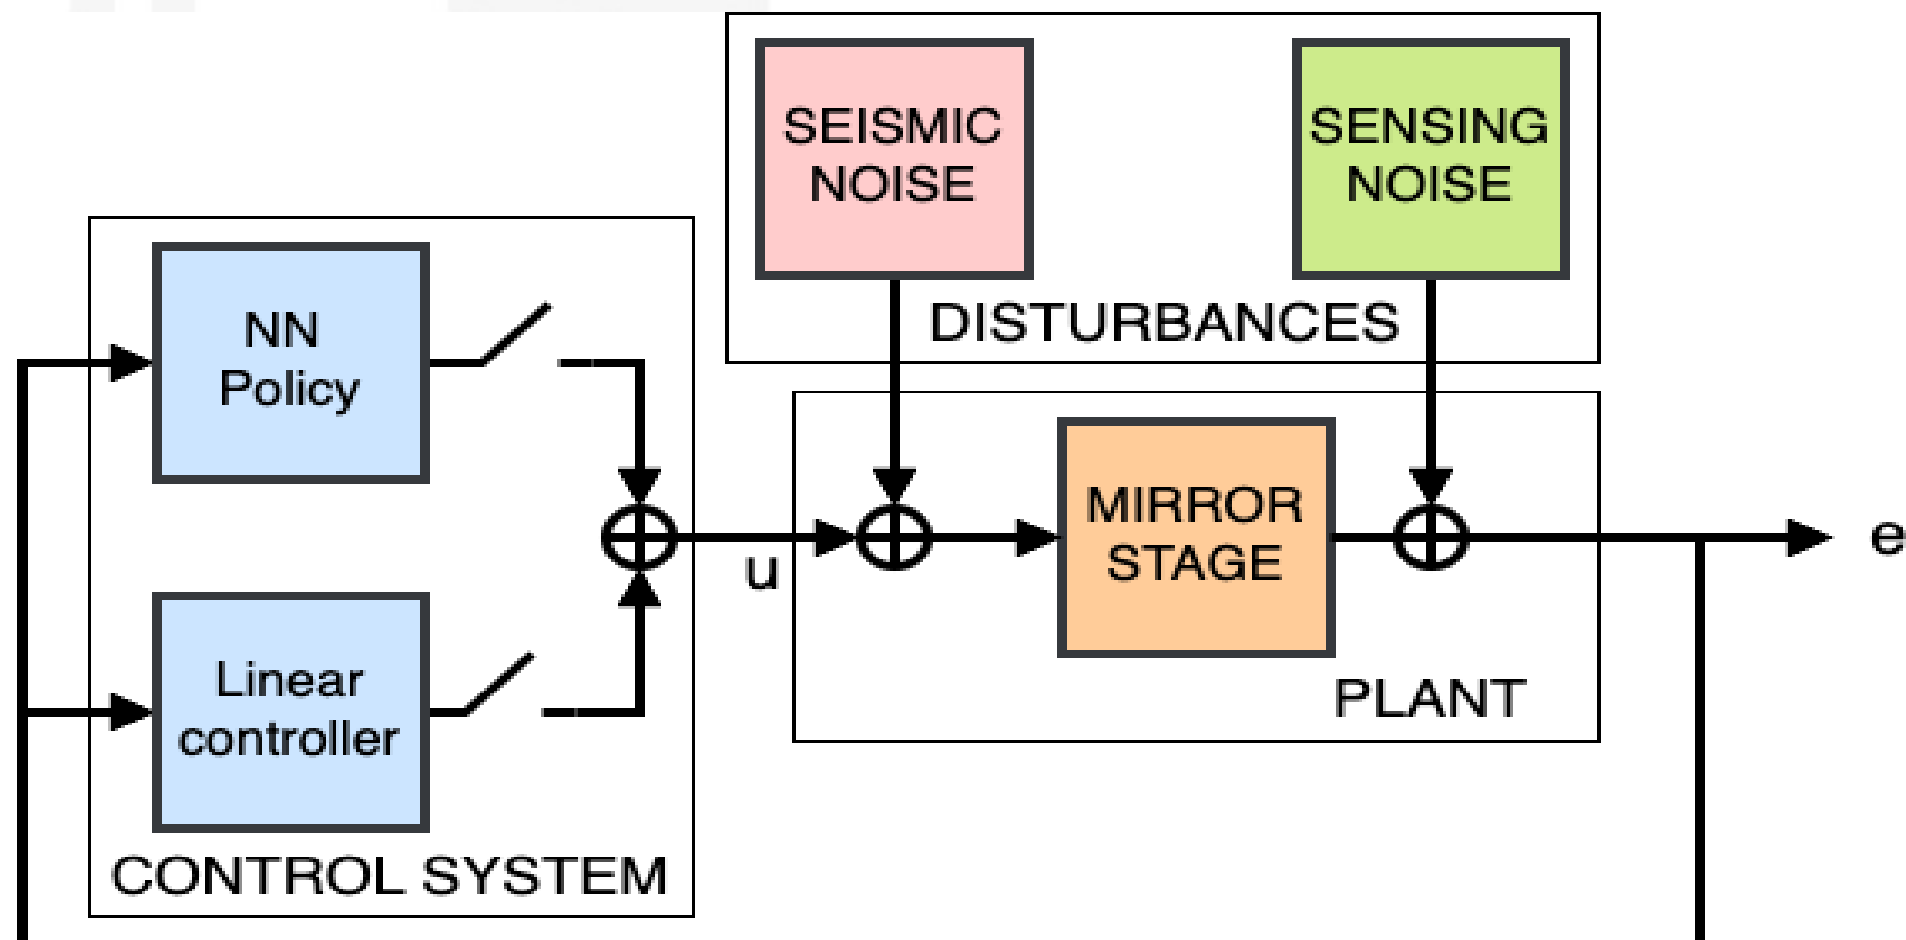 SEISMIC
NOISE
SENSING
NOISE
DISTURBANCES
NN
Policy
Linear
controller
CONTROL SYSTEM
u
MIRROR
STAGE
PLANT
e